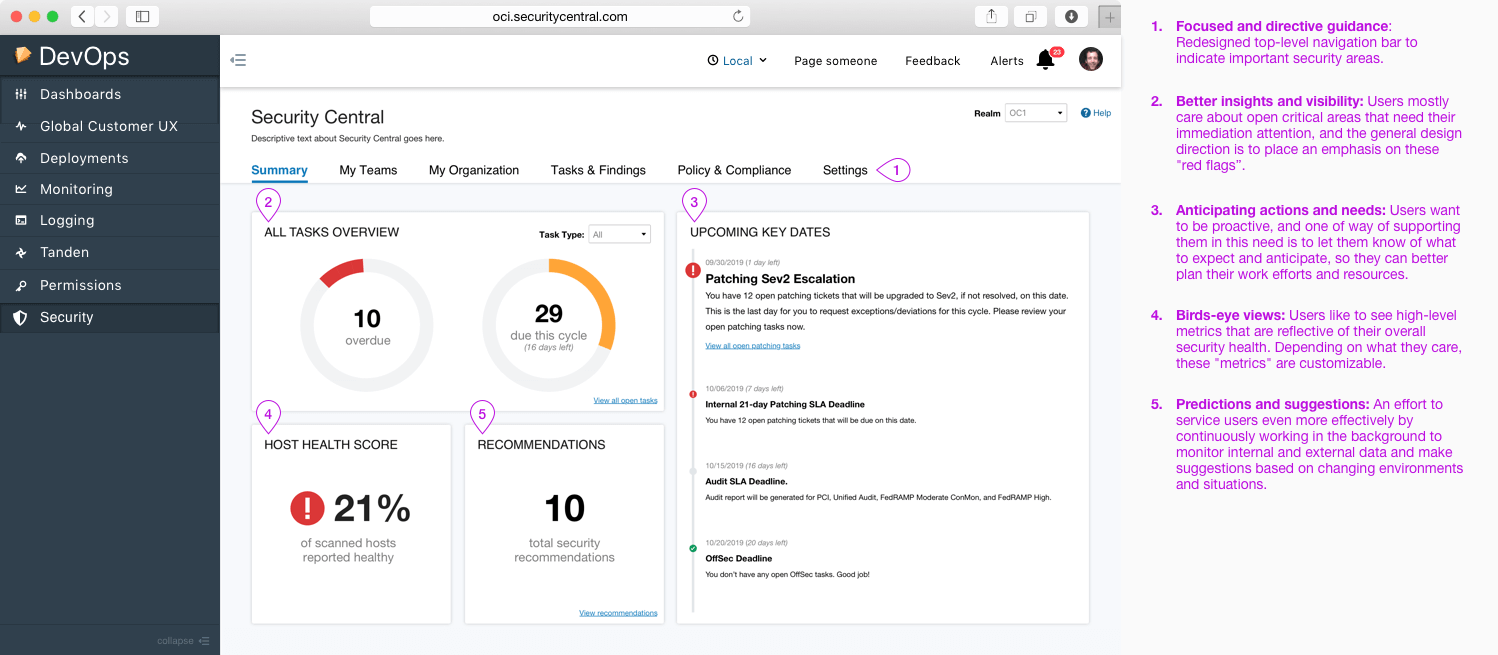 oci.securitycentral.com
DevOps
Dashboards
Global Customer UX
Deployments
Monitoring
Logging
Tanden
Permissions
Security
collapse
Local
Page someone
Feedback
Alerts
23
Security Central
Descriptive text about Security Central goes here.
Realm
OC1
Help
Summary
My Teams
My Organization
Tasks & Findings
Policy & Compliance
Settings
1
2
ALL TASKS OVERVIEW
Task Type:
All
10
overdue
29
due this cycle
(16 days left)
View all open tasks
4
HOST HEALTH SCORE
!
21%
of scanned hosts
reported healthy
5
RECOMMENDATIONS
10
total security
recommendations
View recommendations
3
UPCOMING KEY DATES
!
09/30/2019 (1 day left)
Patching Sev2 Escalation
You have 12 open patching tickets that will be upgraded to Sev2, if not resolved, on this date.
This is the last day for you to request exceptions/deviations for this cycle. Please review your
open patching tasks now.
View all open patching tasks
10/06/2019 (7 days left)
Internal 21-day Patching SLA Deadline
You have 12 open patching tickets that will be due on this date.
10/15/2019 (16 days left)
Audit SLA Deadline.
Audit report will be generated for PCI, Unified Audit, FedRAMP Moderate ConMon, and FedRAMP High.
10/20/2019 (20 days left)
OffSec Deadline
You don't have any open OffSec tasks. Good job!
1. Focused and directive guidance:
Redesigned top-level navigation bar to
indicate important security areas.
2. Better insights and visibility: Users mostly
care about open critical areas that need their
immediation attention, and the general design
direction is to place an emphasis on these
"red flags”.
3. Anticipating actions and needs: Users want
to be proactive, and one of way of supporting
them in this need is to let them know of what
to expect and anticipate, so they can better
plan their work efforts and resources.
4. Birds-eye views: Users like to see high-level
metrics that are reflective of their overall
security health. Depending on what they care,
these "metrics" are customizable.
5. Predictions and suggestions: An effort to
service users even more effectively by
continuously working in the background to
monitor internal and external data and make
suggestions based on changing environments
and situations.